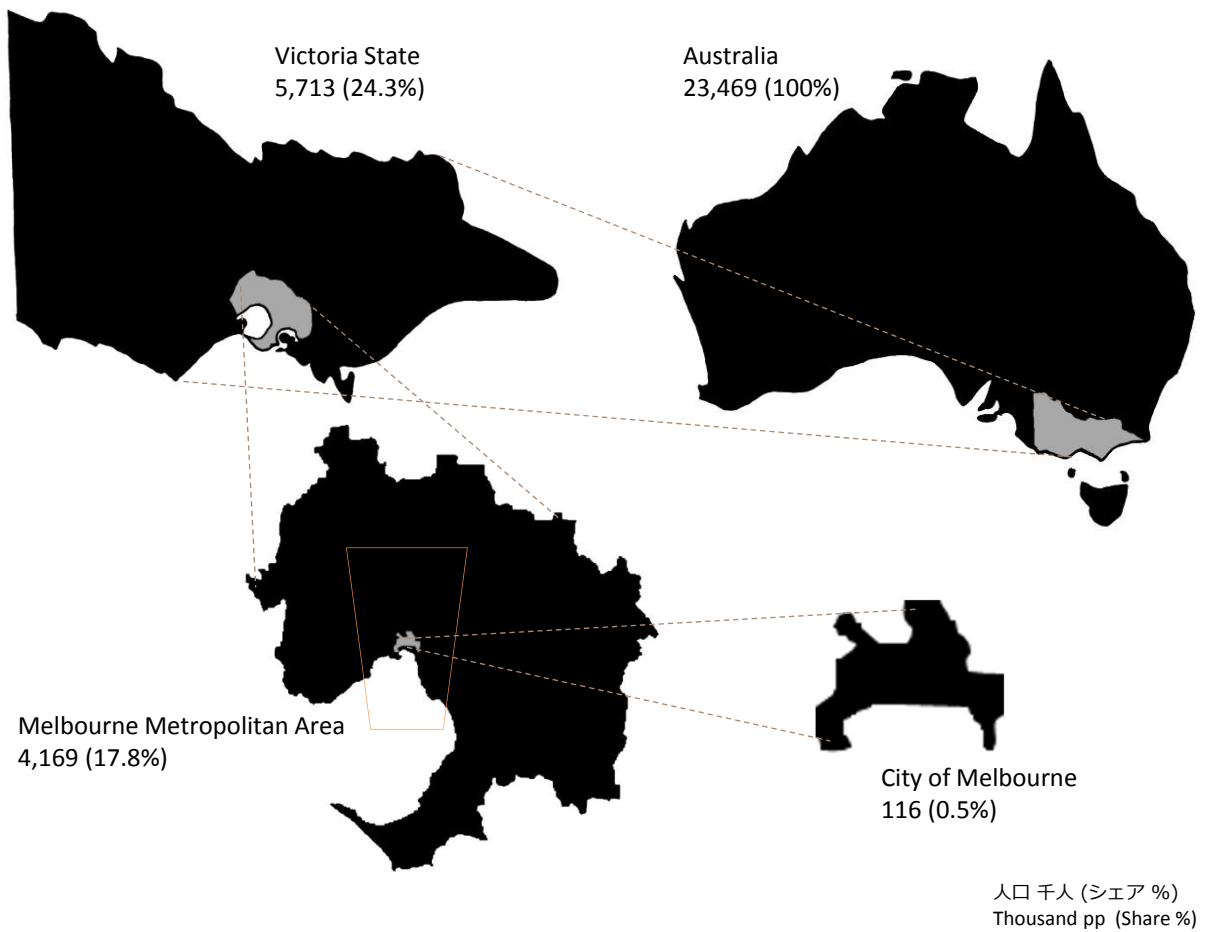 Victoria State
5,713 (24.3%)
Australia
23,469 (100%)
Melbourne Metropolitan Area
4,169 (17.8%)
City of Melbourne
116 (0.5%)
人口 千人 (シェア %)
Thousand pp (Share %)